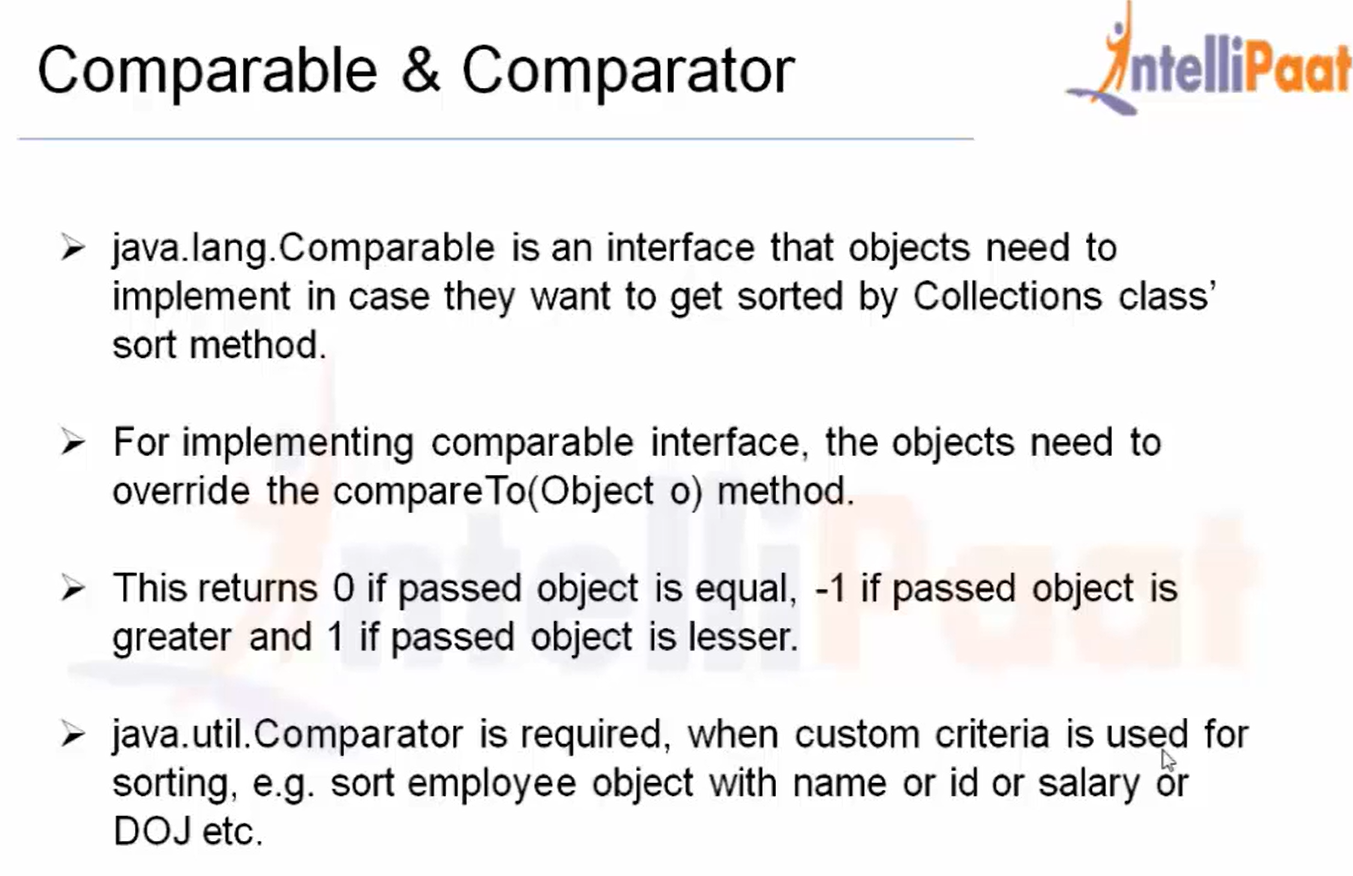 Comparable & Comparator
IntelliPaat
➢ java.lang.Comparable is an interface that objects need to
implement in case they want to get sorted by Collections class’
sort method.
➢ For implementing comparable interface, the objects need to
override the compareTo(Object o) method.
➢ This returns 0 if passed object is equal, -1 if passed object is
greater and 1 if passed object is lesser.
➢ java.util.Comparator is required, when custom criteria is used for
sorting, e.g. sort employee object with name or id or salary or
DOJ etc.
IntelliPaat